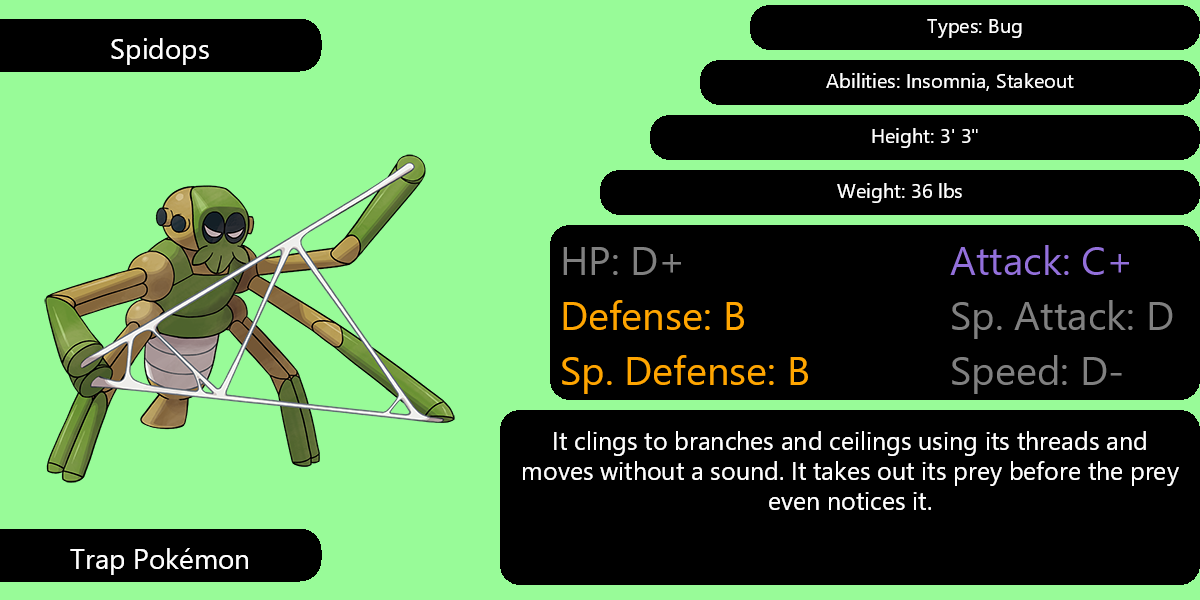 Spidops
Types: Bug
Abilities: Insomnia, Stakeout
Height: 3' 3"
Weight: 36 lbs
HP: D+
Attack: C+
Defense: B
Sp. Attack: D
Sp. Defense: B
Speed: D-
It clings to branches and ceilings using its threads and
moves without a sound. It takes out its prey before the prey
even notices it.
Trap Pokémon